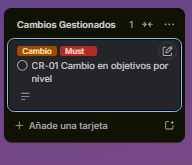 Cambios Gestionados 1
Cambio Must
CR-01 Cambio en objetivos por
nivel
+ Añade una tarjeta